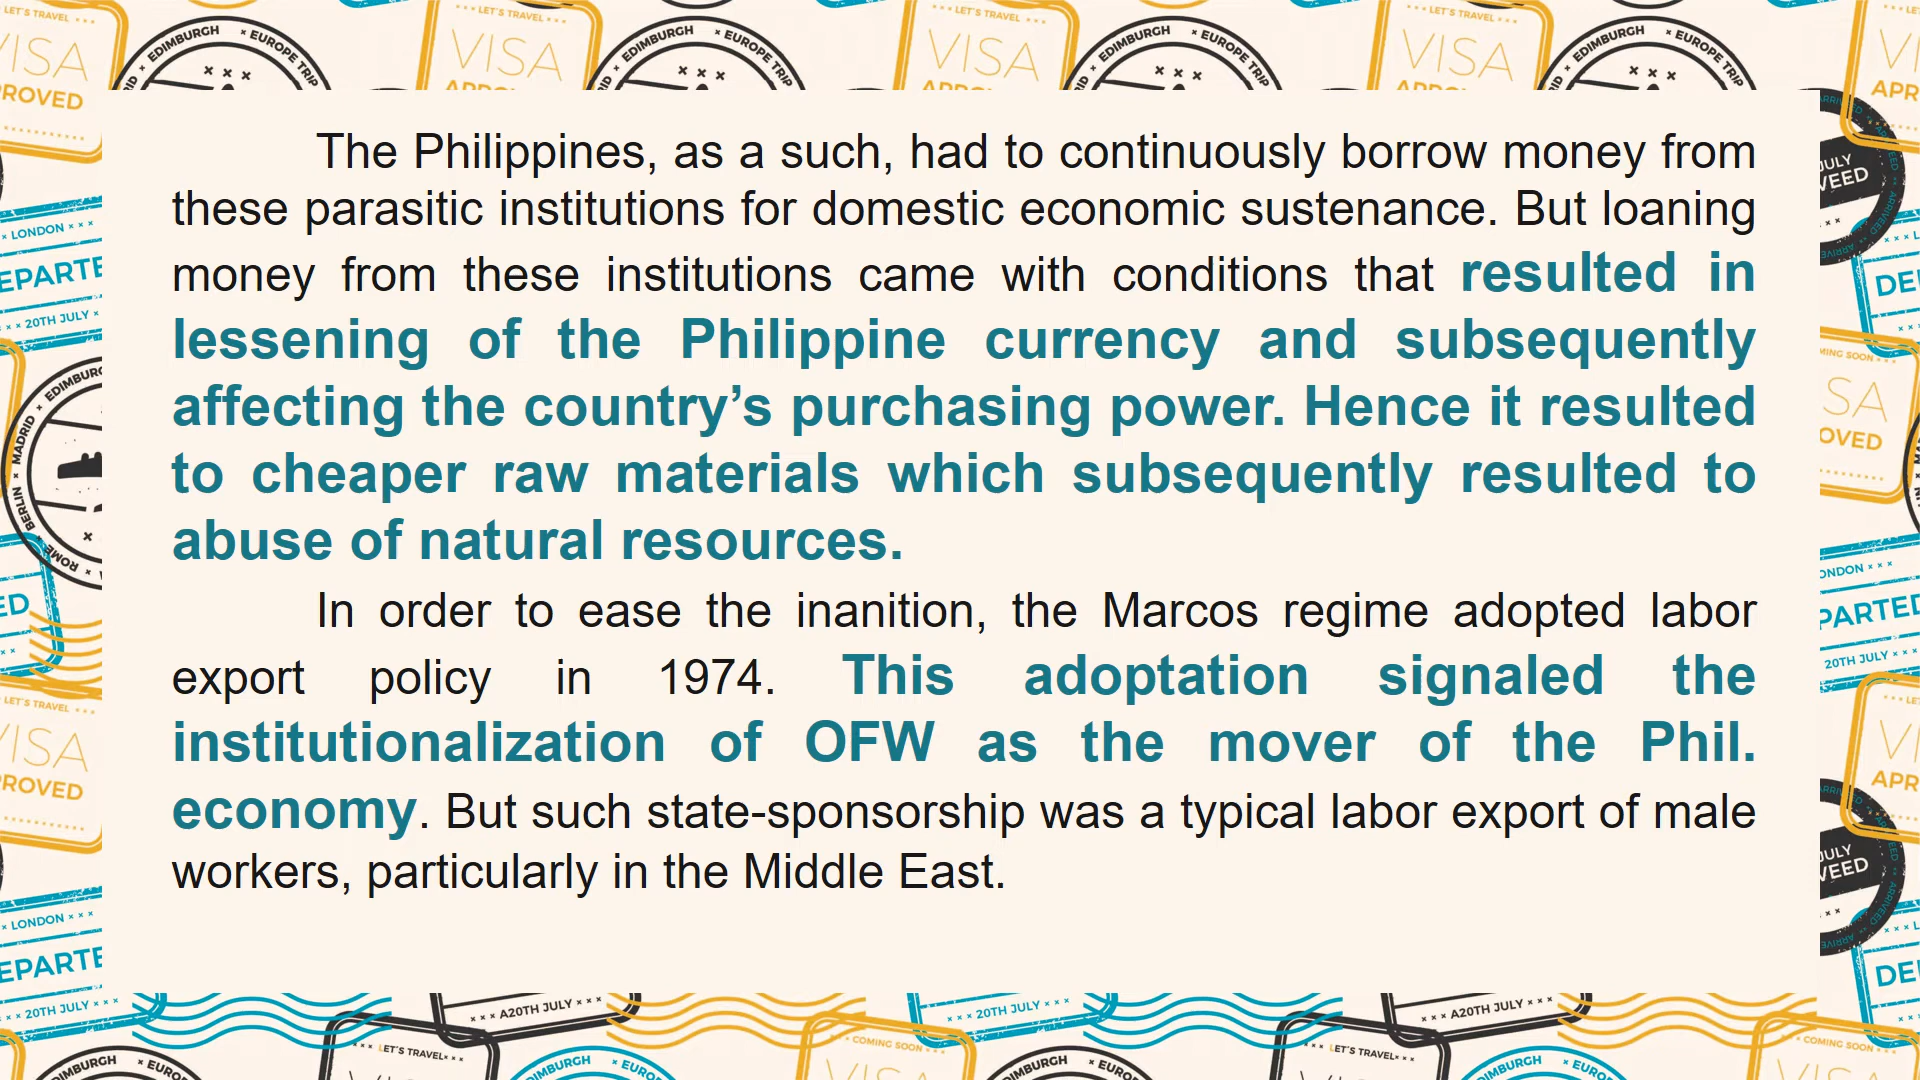 The Philippines, as a such, had to continuously borrow money from
these parasitic institutions for domestic economic sustenance. But loaning
money from these institutions came with conditions that resulted in
lessening of the Philippine currency and subsequently
affecting the country’s purchasing power. Hence it resulted
to cheaper raw materials which subsequently resulted to
abuse of natural resources.
In order to ease the inanition, the Marcos regime adopted labor
export policy in 1974. This adoptation signaled the
institutionalization of OFW as the mover of the Phil.
economy. But such state-sponsorship was a typical labor export of male
workers, particularly in the Middle East.